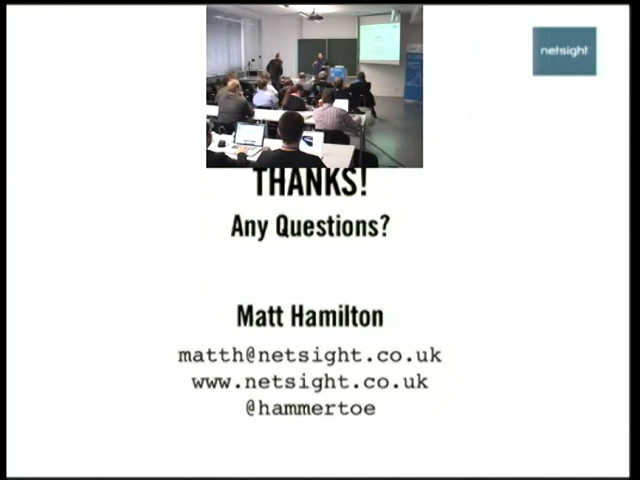 netsight
THANKS!
Any Questions?
Matt Hamilton
matth@netsight.co.uk
www.netsight.co.uk
@hammertoe